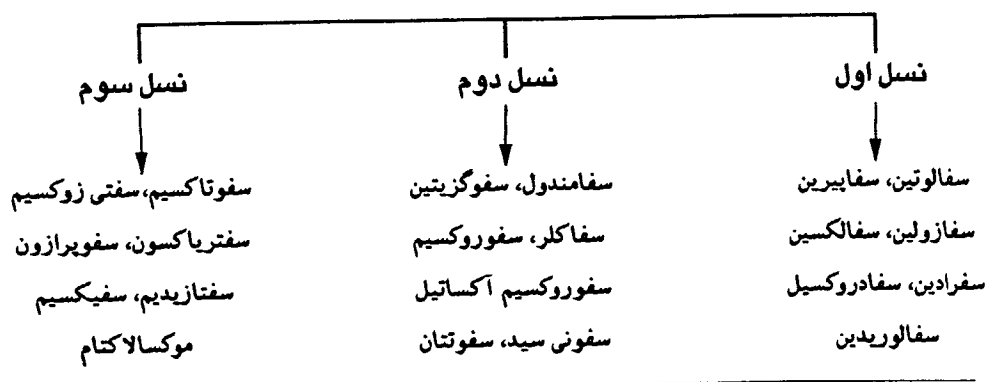 نسل اول
سفالوتین، سفاپیرین
سفازولین، سفالکسین
سفرادین، سفادروکسیل
سفالوریدین
نسل دوم
سفامندول، سفوگزیتین
سفاکلر، سفوروکسیم
سفوروکسیم آکساتیل
سفونی سید، سفوتتان
نسل سوم
سفوتاکسیم، سفتی زوکسیم
سفتریاکسون، سفوپرازون
سفتازیدیم، سفیکسیم
موکسالاکتام